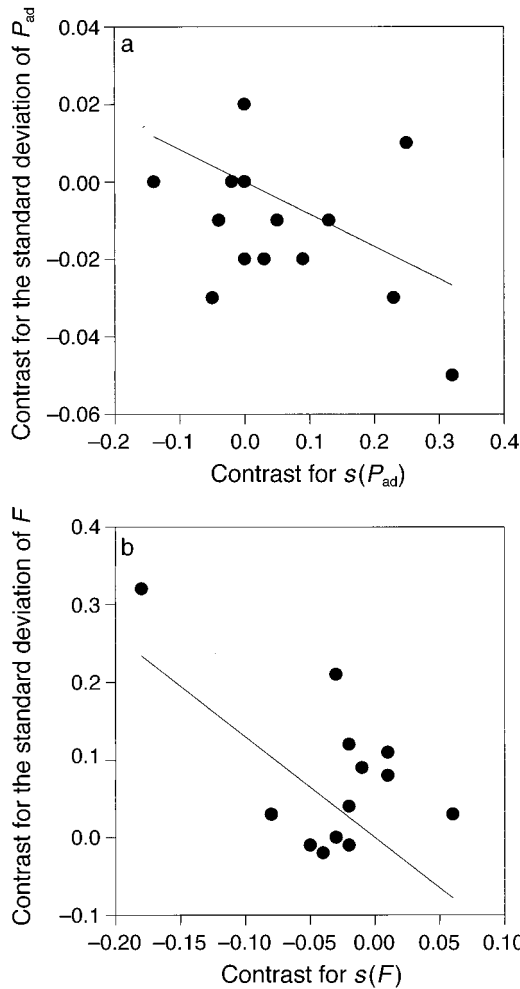 a
Contrast for the standard deviation of Pad
0.04
0.02
0.00
−0.02
−0.04
−0.06
−0.2 −0.1 0.0 0.1 0.2 0.3 0.4
Contrast for s(Pad)
b
Contrast for the standard deviation of F
0.4
0.3
0.2
0.1
0.0
−0.1
−0.20 −0.15 −0.10 −0.05 0.00 0.05 0.10
Contrast for s(F)